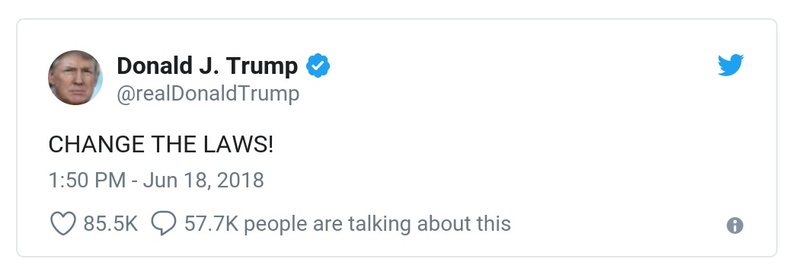 Donald J. Trump
@realDonaldTrump
CHANGE THE LAWS!
1:50 PM - Jun 18, 2018
85.5K 57.7K people are talking about this